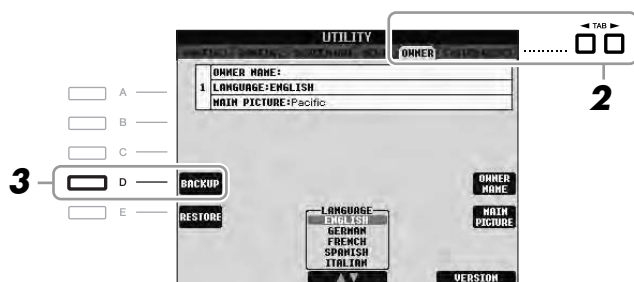 ◄ TAB ►
UTILITY
OWNER
2
OWNER NAME:
1 LANGUAGE:ENGLISH
MAIN PICTURE:Pacific
A
B
C
3
D
E
BACKUP
RESTORE
OWNER NAME
MAIN PICTURE
LANGUAGE
ENGLISH
GERMAN
FRENCH
SPANISH
ITALIAN
▲▼
VERSION